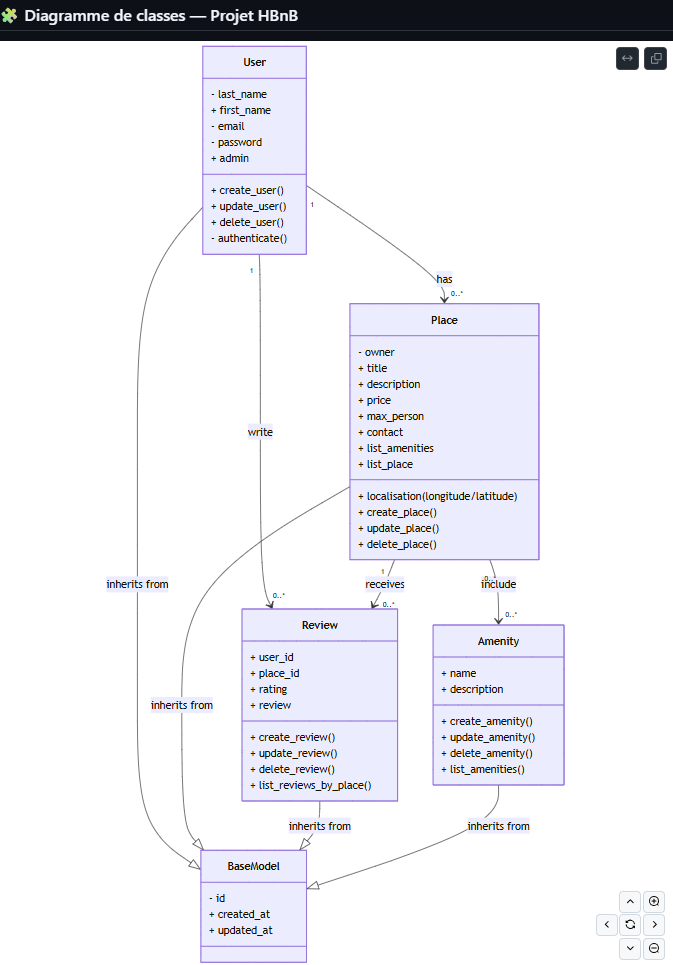 🧩 Diagramme de classes — Projet HBnB
User
- last_name
+ first_name
- email
- password
+ admin
+ create_user()
+ update_user()
+ delete_user()
- authenticate()
1
1
has
0..*
Place
- owner
+ title
+ description
+ price
+ max_person
+ contact
+ list_amenities
+ list_place
+ localisation(longitude/latitude)
+ create_place()
+ update_place()
+ delete_place()
write
inherits from
1
receives
0..*
include
0..*
0..*
0..*
Review
+ user_id
+ place_id
+ rating
+ review
+ create_review()
+ update_review()
+ delete_review()
+ list_reviews_by_place()
Amenity
+ name
+ description
+ create_amenity()
+ update_amenity()
+ delete_amenity()
+ list_amenities()
inherits from
inherits from
inherits from
BaseModel
- id
+ created_at
+ updated_at